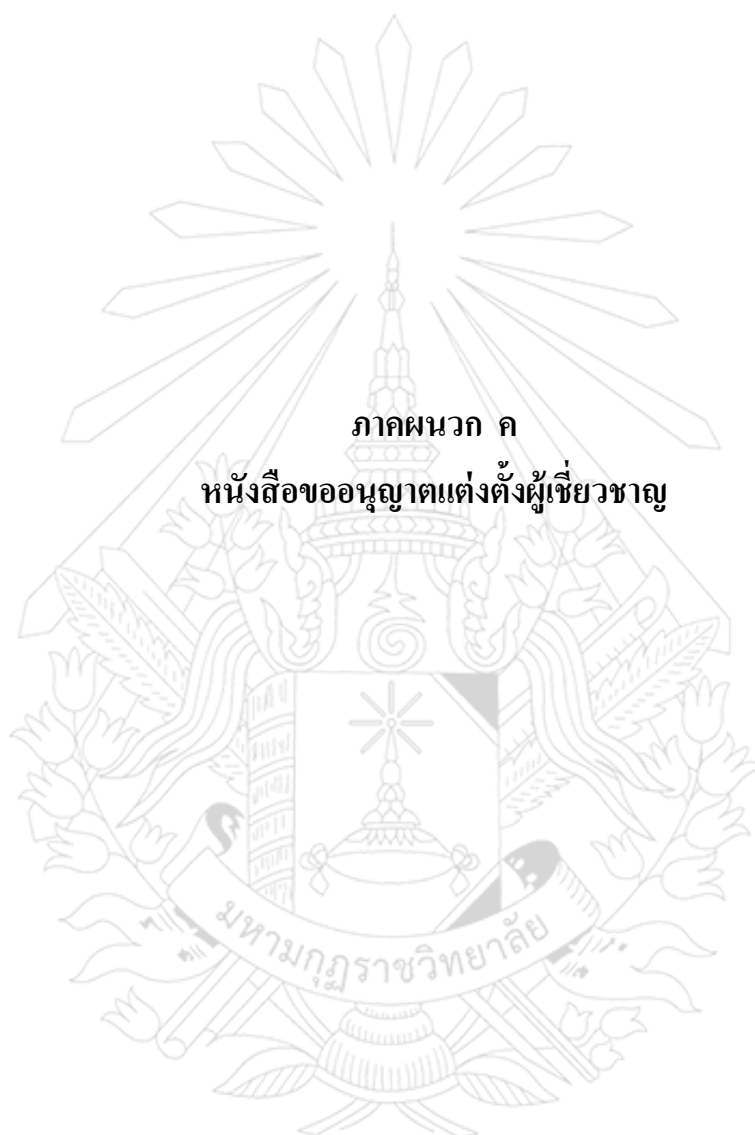 ภาคผนวก ค
หนังสือขออนุญาตแต่งตั้งผู้เชี่ยวชาญ
มหามกุฏราชวิทยาลัย